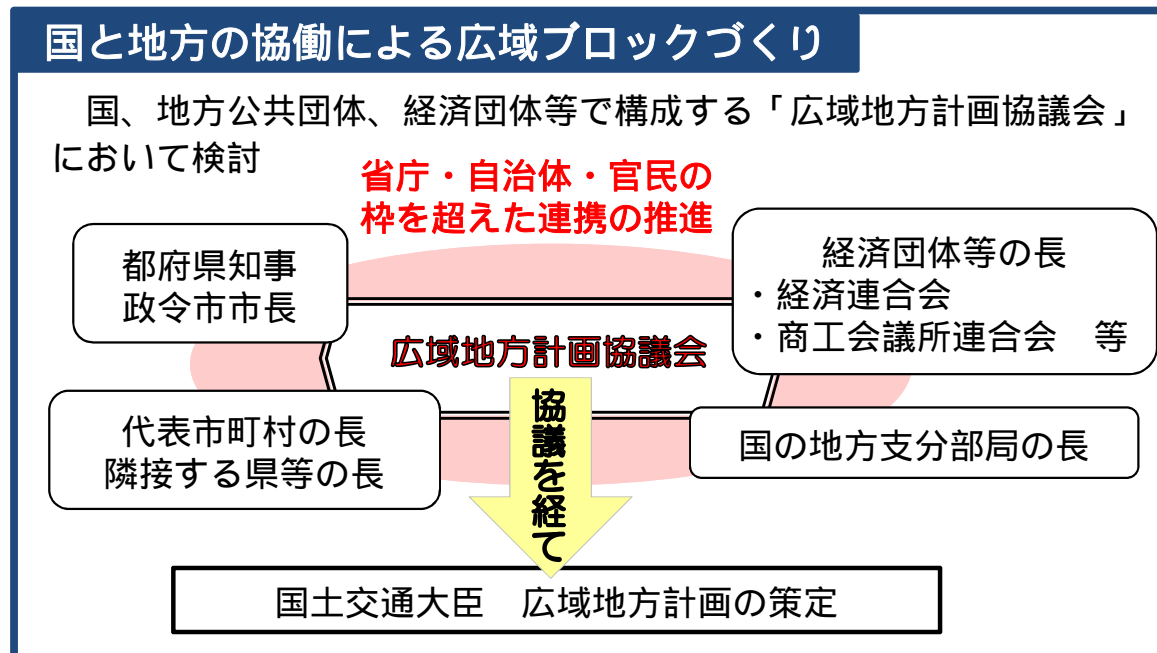 国と地方の協働による広域ブロックづくり
国、地方公共団体、経済団体等で構成する「広域地方計画協議会」
において検討
省庁・自治体・官民の
枠を超えた連携の推進
都府県知事
政令市市長
経済団体等の長
・経済連合会
・商工会議所連合会　等
広域地方計画協議会
代表市町村の長
隣接する県等の長
協議を経て
国の地方支分部局の長
国土交通大臣　広域地方計画の策定